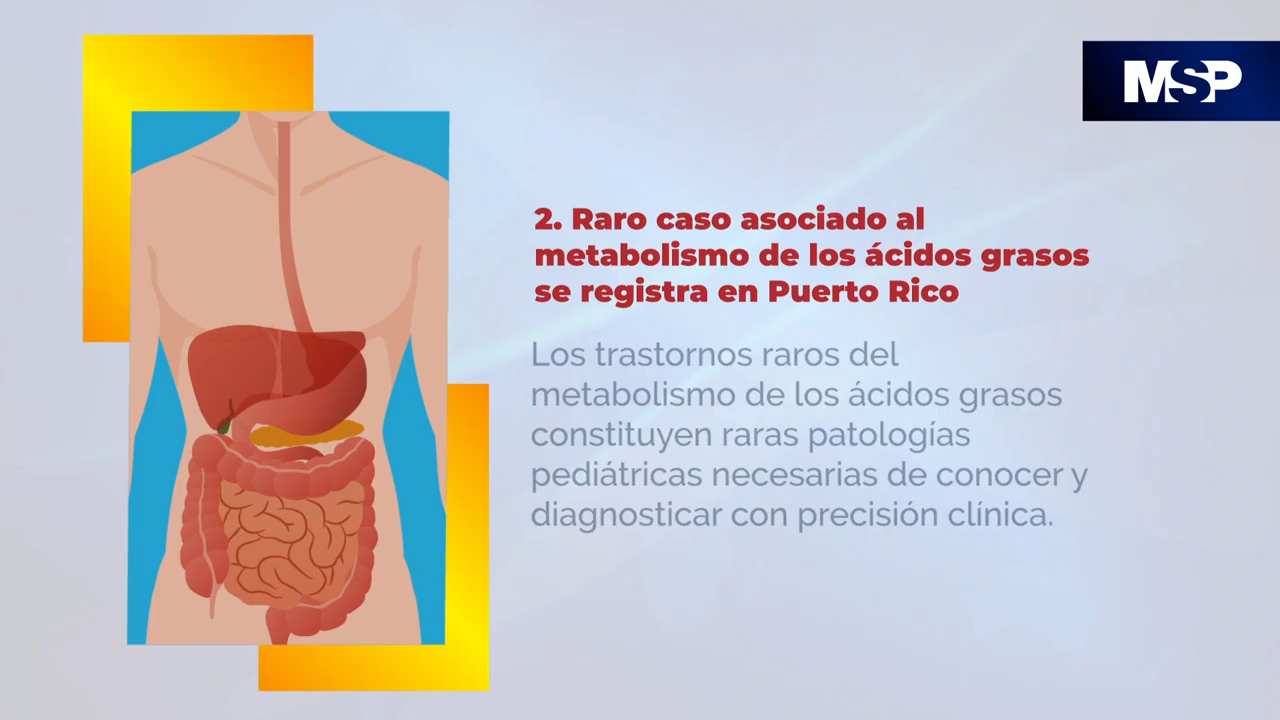 MSP
2. Raro caso asociado al
metabolismo de los ácidos grasos
se registra en Puerto Rico
Los trastornos raros del
metabolismo de los ácidos grasos
constituyen raras patologías
pediátricas necesarias de conocer y
diagnosticar con precisión clínica.